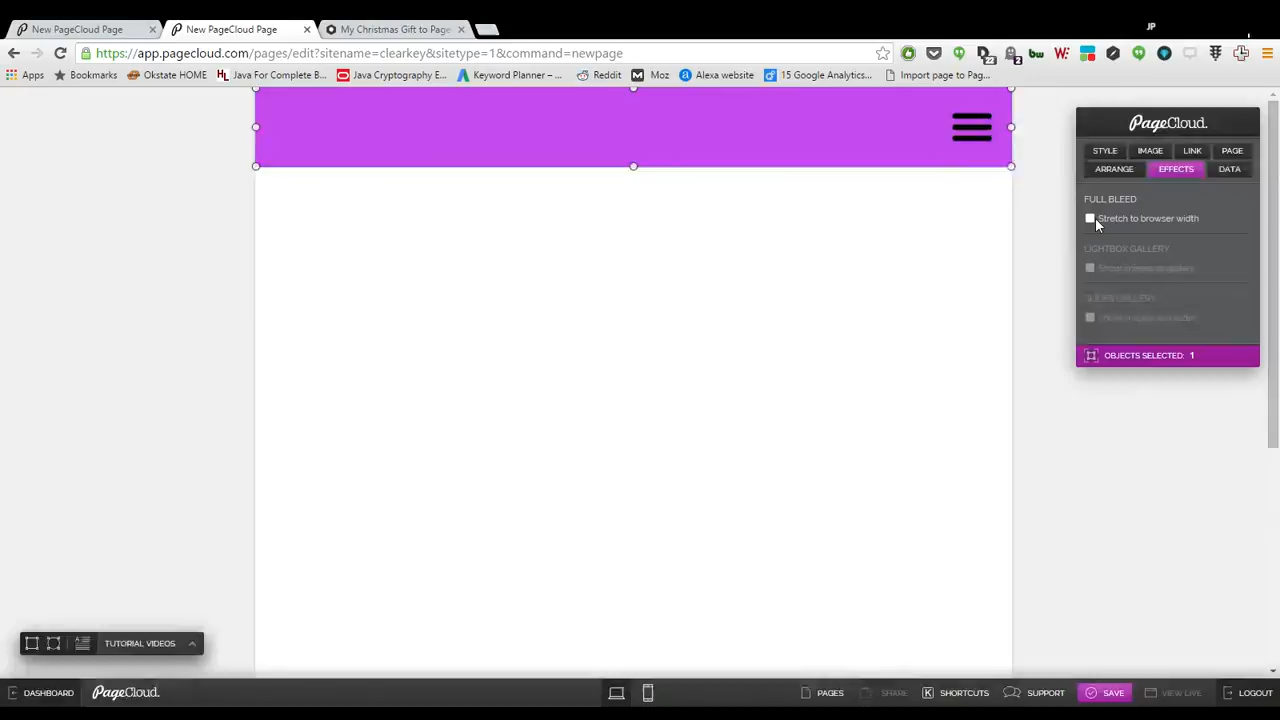 JP
New PageCloud Page
New PageCloud Page
My Christmas Gift to Page
https://app.pagecloud.com/pages/edit?sitename=clearkey&sitetype=1&command=newpage
Apps
Bookmarks
Okstate HOME
Java For Complete B...
Java Cryptography E...
Keyword Planner – ...
Reddit
Moz
Alexa website
15 Google Analytics...
Import page to Pag...
PageCloud.
STYLE IMAGE LINK PAGE
ARRANGE EFFECTS DATA
FULL BLEED
Stretch to browser width
LIGHTBOX GALLERY
SLIDER GALLERY
OBJECTS SELECTED: 1
TUTORIAL VIDEOS
DASHBOARD PageCloud. PAGES SHARE K SHORTCUTS SUPPORT SAVE VIEW LIVE LOGOUT